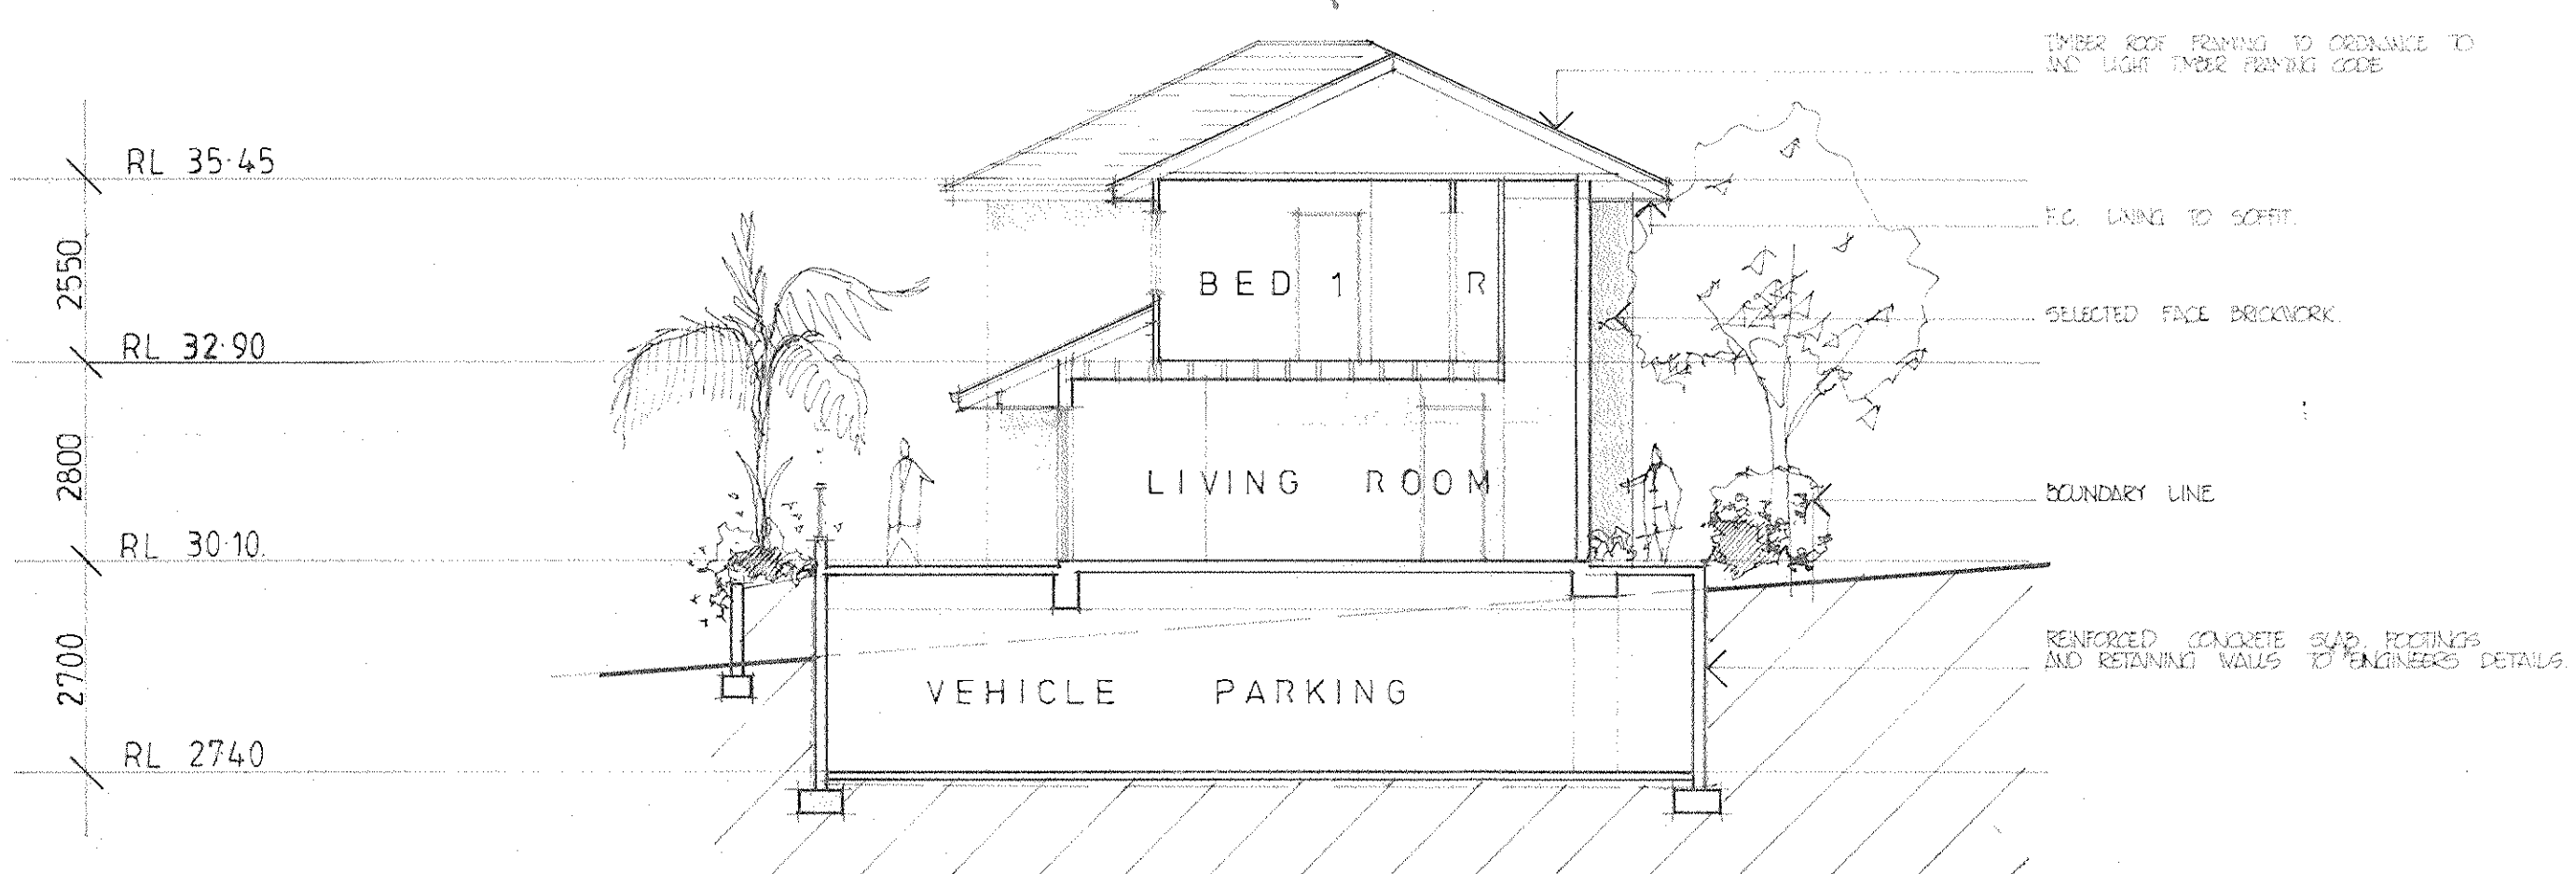 TIMBER ROOF FRAMING TO ORDINANCE TO
AND LIGHT TIMBER FRAMING CODE
RL 35·45
F.C. LINING TO SOFFIT.
2550
BED 1 R
SELECTED FACE BRICKWORK.
RL 32·90
2800
LIVING ROOM
BOUNDARY LINE
RL 30·10.
2700
REINFORCED CONCRETE SLAB, FOOTINGS
AND RETAINING WALLS TO ENGINEERS DETAILS.
VEHICLE PARKING
RL 2740